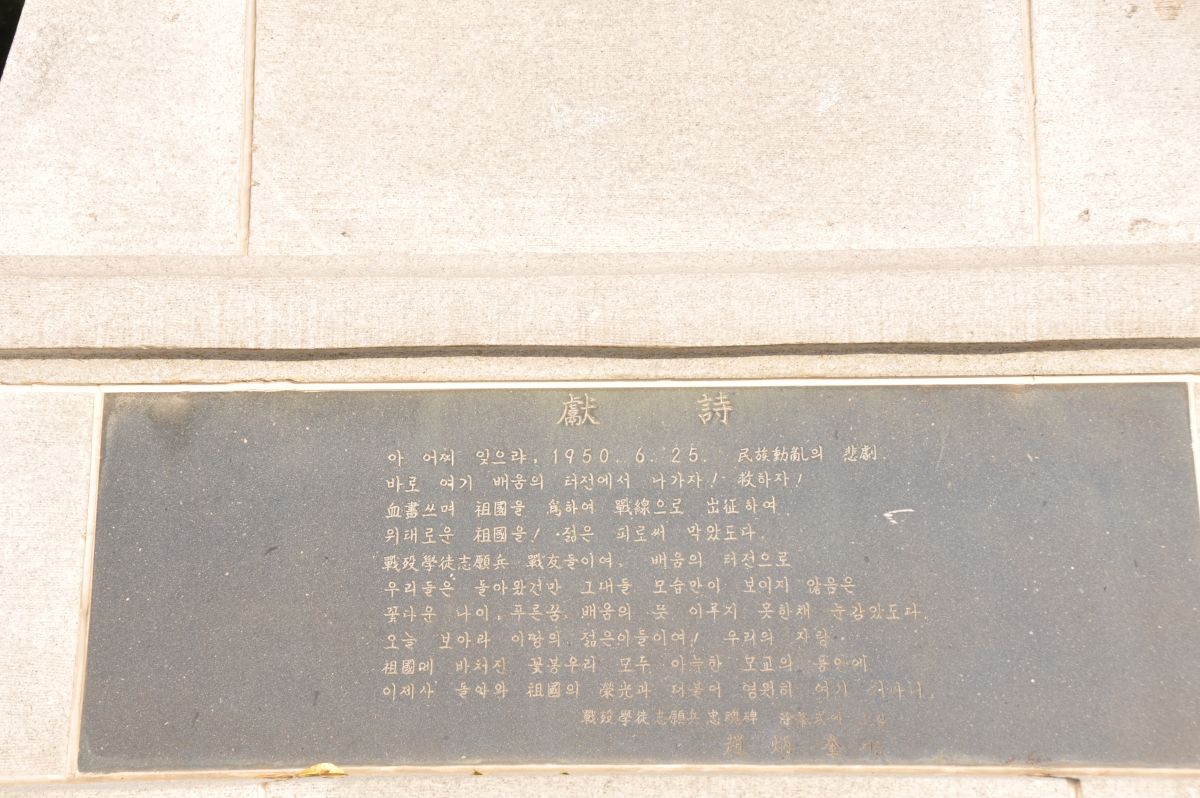 獻 詩
아 어찌 잊으랴, 1950. 6. 25. 民族動亂의 悲劇.
바로 여기 배움의 터전에서 나가자! 救하자!
血書쓰며 祖國을 爲하여 戰線으로 出征하여
위태로운 祖國을! 젊은 피로써 막았도다.
戰歿學徒志願兵 戰友들이여, 배움의 터전으로
우리들은 돌아왔건만 그대들 모습만이 보이지 않음은
꽃다운 나이, 푸른꿈, 배움의 뜻 이루지 못한채 눈감았도다.
오늘 보아라 이땅의 젊은이들이여! 우리의 자랑
祖國에 바쳐진 꽃봉우리 모두 아늑한 모교의 품안에
이제사 돌아와 祖國의 榮光과 더불어 영원히 여기
戰歿學徒志願兵忠魂碑
趙 炳 奎